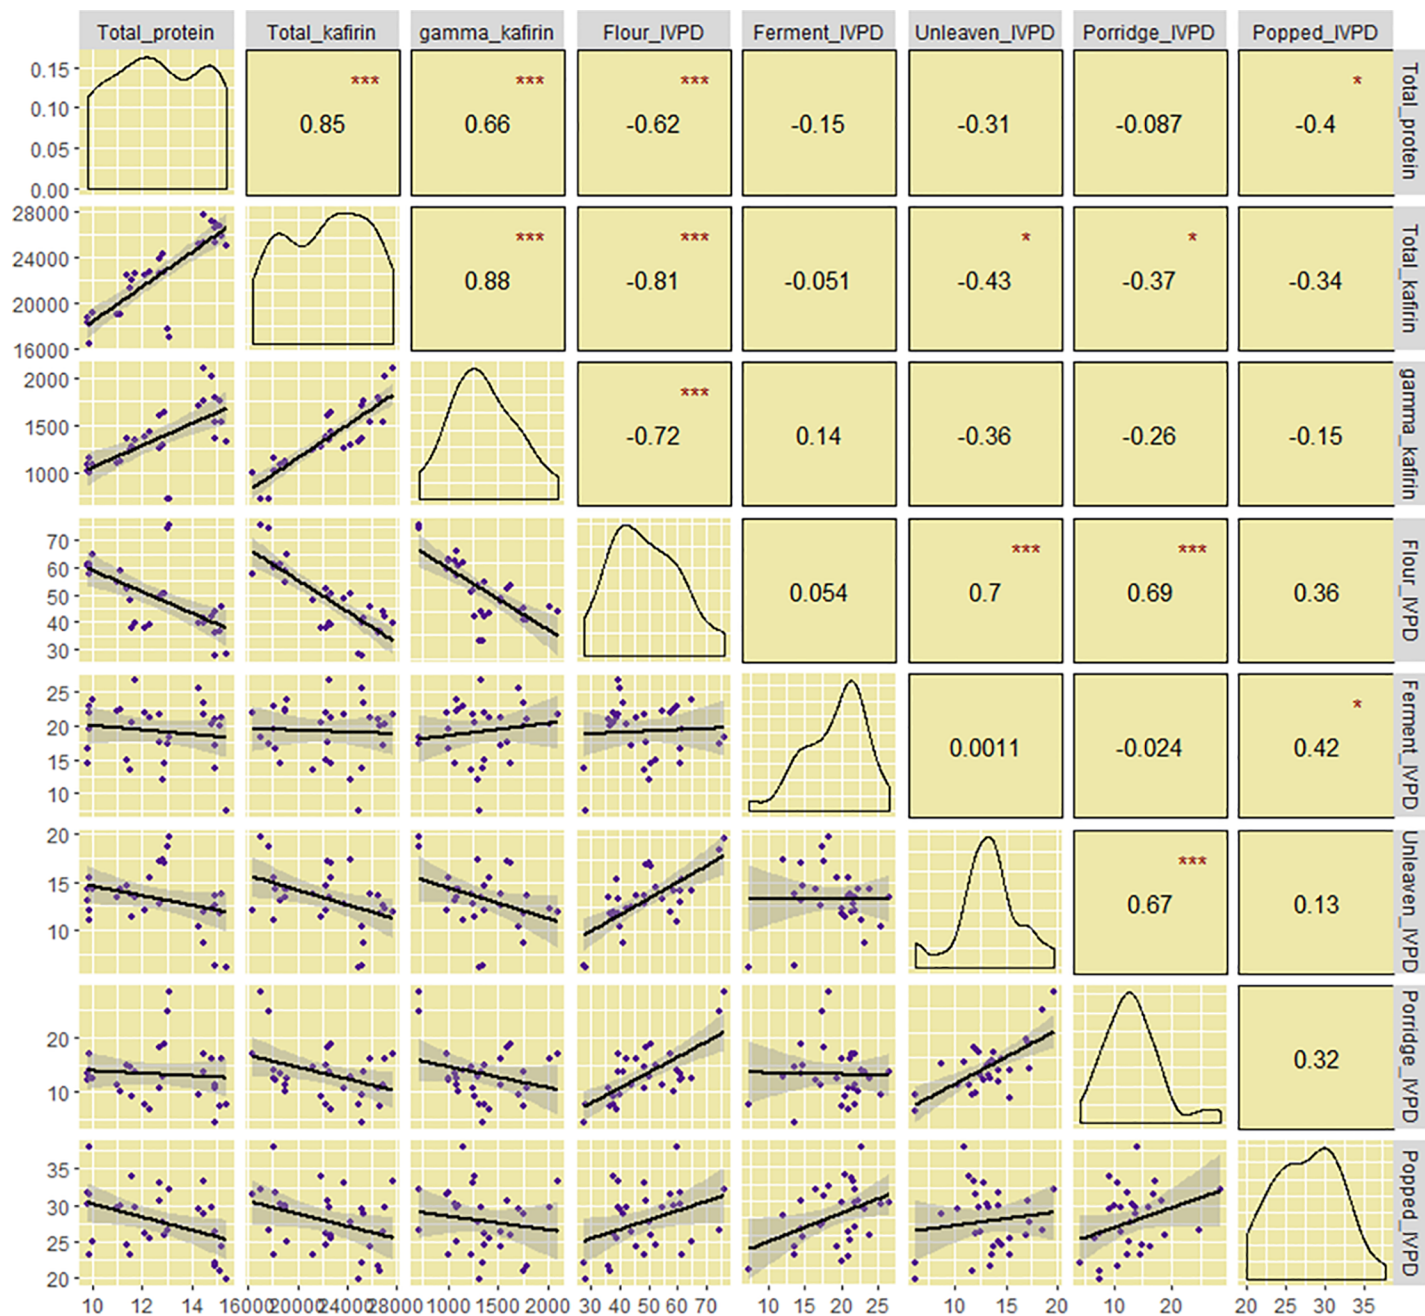 Total_protein Total_kafirin gamma_kafirin Flour_IVPD Ferment_IVPD Unleaven_IVPD Porridge_IVPD Popped_IVPD
0.15
0.10
0.05
0.00
*** *** *** *
0.85 0.66 -0.62 -0.15 -0.31 -0.087 -0.4
Total_protein
28000
24000
20000
16000
*** *** * *
0.88 -0.81 -0.051 -0.43 -0.37 -0.34
Total_kafirin
2000
1500
1000
***
-0.72 0.14 -0.36 -0.26 -0.15
gamma_kafirin
70
60
50
40
30
*** ***
0.054 0.7 0.69 0.36
Flour_IVPD
25
20
15
10
*
0.0011 -0.024 0.42
Ferment_IVPD
20
15
10
***
0.67 0.13
Unleaven_IVPD
20
10
0.32
Porridge_IVPD
35
30
25
20
Popped_IVPD
10 12 14 16000 20000 24000 28000 1000 1500 2000 30 50 70 10 15 20 25 10 15 20 10 20 20 25 30 35